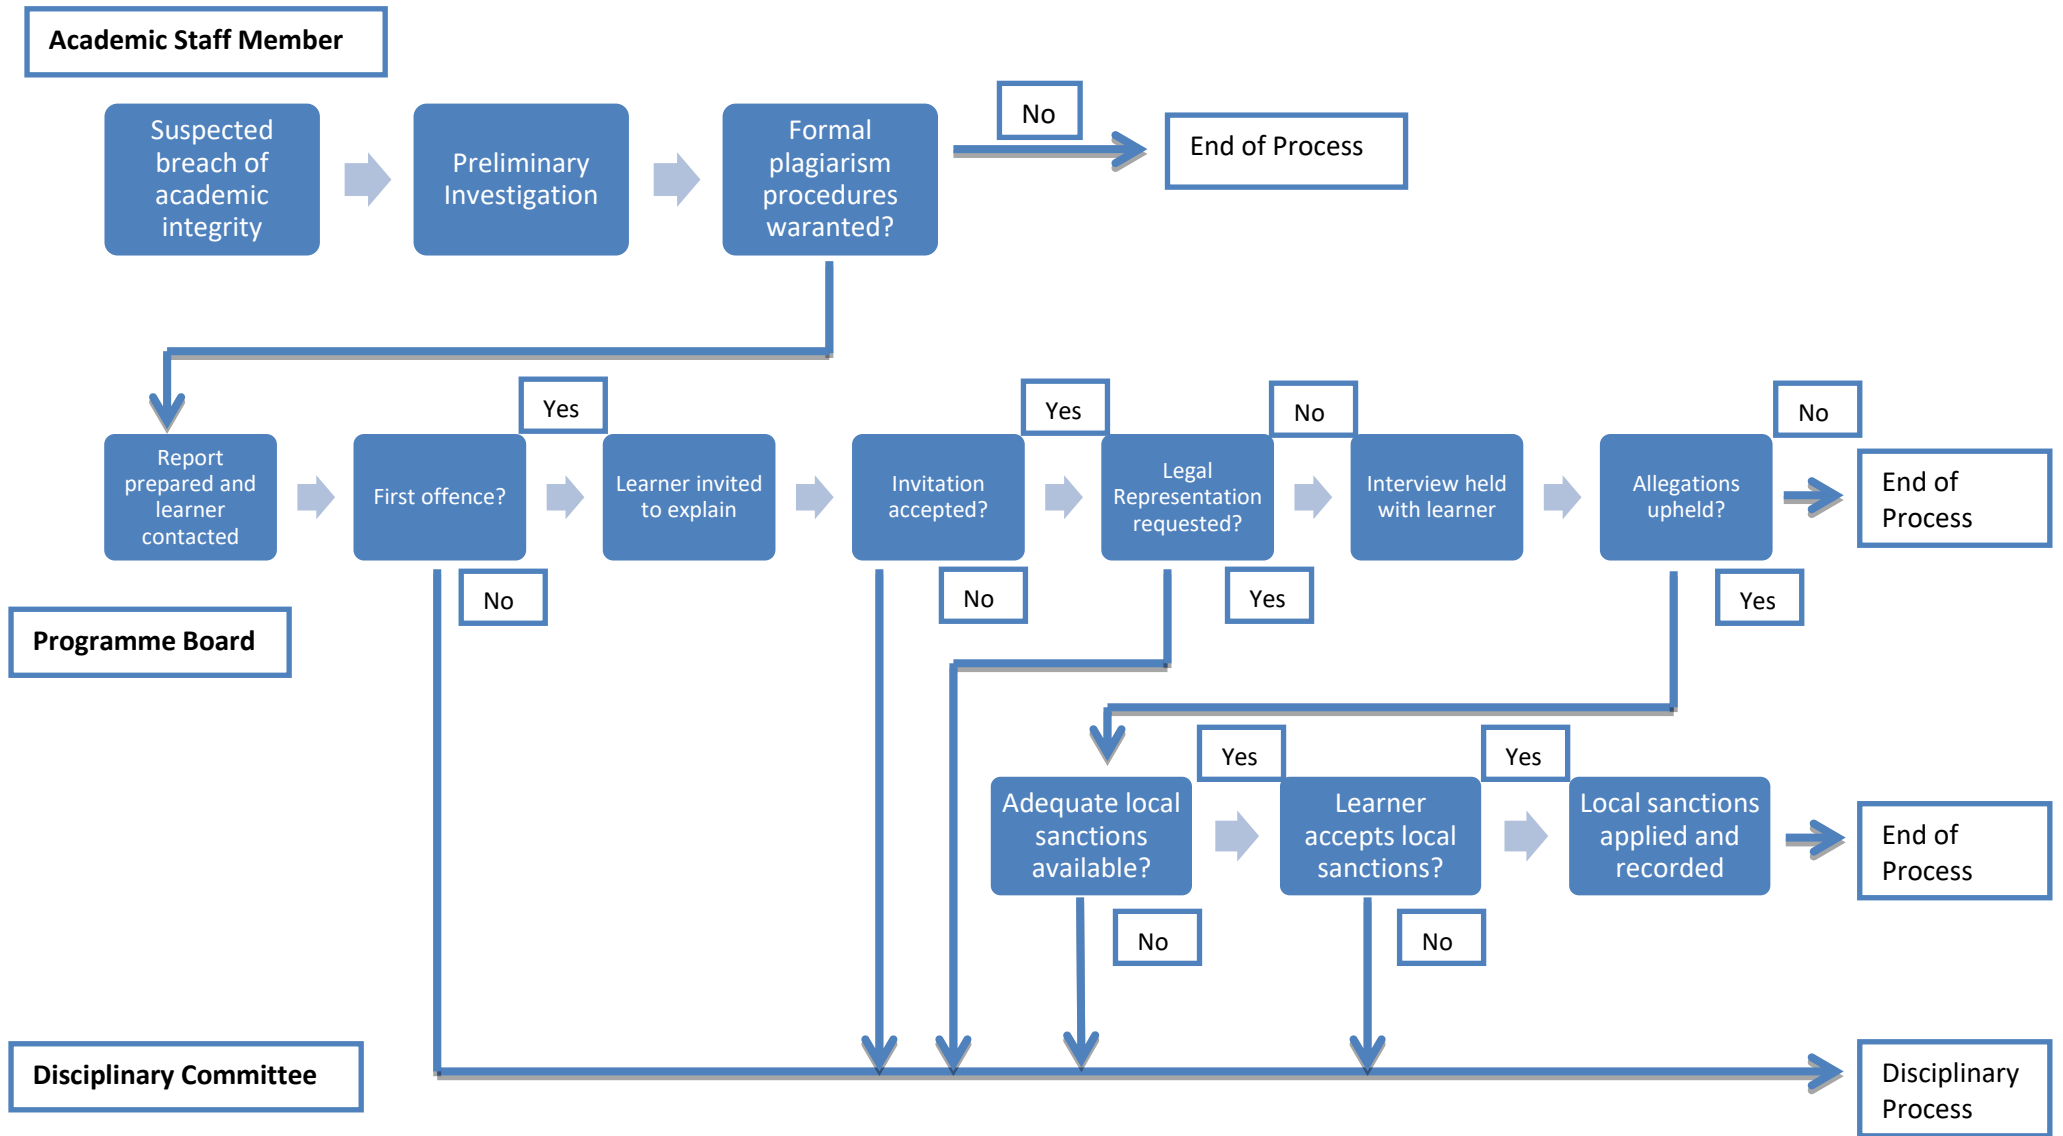 Academic Staff Member
Suspected
breach of
academic
integrity
Preliminary
Investigation
Formal
plagiarism
procedures
waranted?
No
End of Process
Yes
Yes
No
No
Report
prepared and
learner
contacted
First offence?
Learner invited
to explain
Invitation
accepted?
Legal
Representation
requested?
Interview held
with learner
Allegations
upheld?
End of
Process
No
No
Yes
Yes
Programme Board
Yes
Yes
Adequate local
sanctions
available?
Learner
accepts local
sanctions?
Local sanctions
applied and
recorded
End of
Process
No
No
Disciplinary Committee
Disciplinary
Process